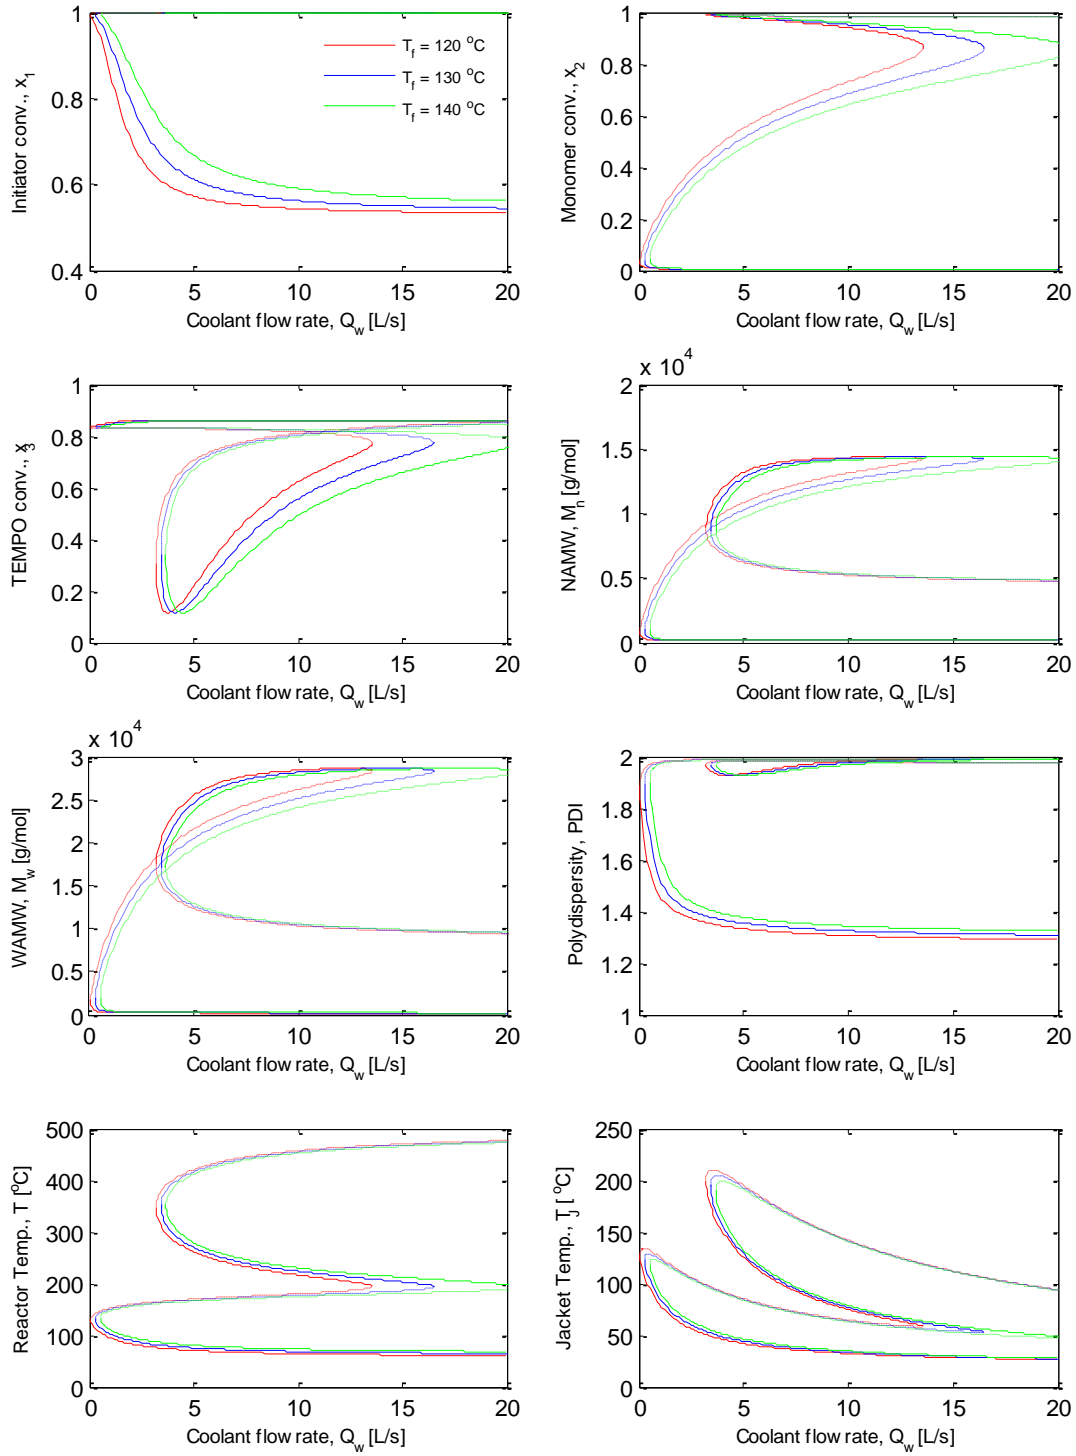 1
0.8
0.6
0.4
0 5 10 15 20
Initiator conv., x1
Coolant flow rate, Qw [L/s]
Tf = 120 oC
Tf = 130 oC
Tf = 140 oC
1
0.8
0.6
0.4
0.2
0
0 5 10 15 20
Monomer conv., x2
Coolant flow rate, Qw [L/s]
1
0.8
0.6
0.4
0.2
0
0 5 10 15 20
TEMPO conv., x3
Coolant flow rate, Qw [L/s]
x 10^4
2
1.5
1
0.5
0
0 5 10 15 20
NAMW, Mn [g/mol]
Coolant flow rate, Qw [L/s]
x 10^4
3
2.5
2
1.5
1
0.5
0
0 5 10 15 20
WAMW, Mw [g/mol]
Coolant flow rate, Qw [L/s]
2
1.8
1.6
1.4
1.2
1
0 5 10 15 20
Polydispersity, PDI
Coolant flow rate, Qw [L/s]
500
400
300
200
100
0
0 5 10 15 20
Reactor Temp., T [oC]
Coolant flow rate, Qw [L/s]
250
200
150
100
50
0
0 5 10 15 20
Jacket Temp., TJ [oC]
Coolant flow rate, Qw [L/s]